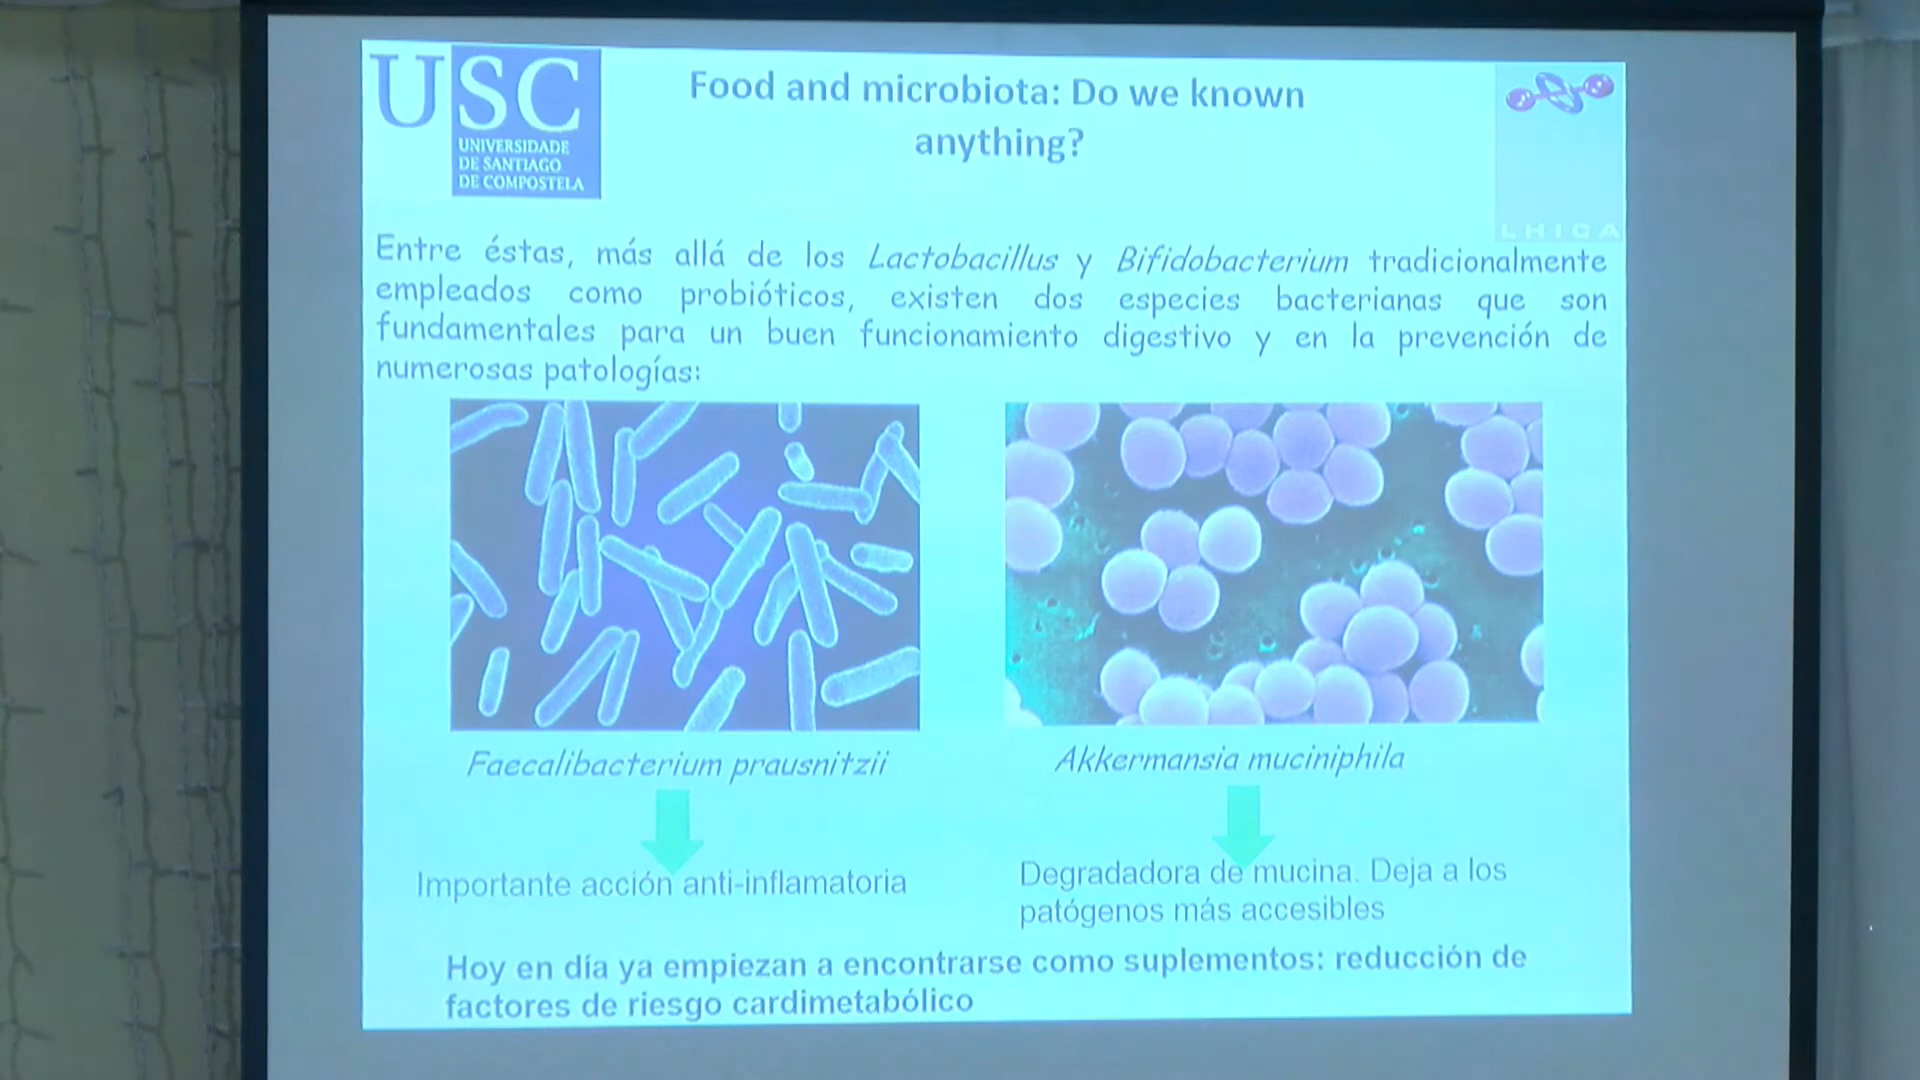 USC
UNIVERSIDADE
DE SANTIAGO
DE COMPOSTELA
Food and microbiota: Do we known
anything?
LHICA
Entre éstas, más allá de los Lactobacillus y Bifidobacterium tradicionalmente
empleados como probióticos, existen dos especies bacterianas que son
fundamentales para un buen funcionamiento digestivo y en la prevención de
numerosas patologías:
Faecalibacterium prausnitzii
Akkermansia muciniphila
Importante acción anti-inflamatoria
Degradadora de mucina. Deja a los
patógenos más accesibles
Hoy en día ya empiezan a encontrarse como suplementos: reducción de
factores de riesgo cardimetabólico